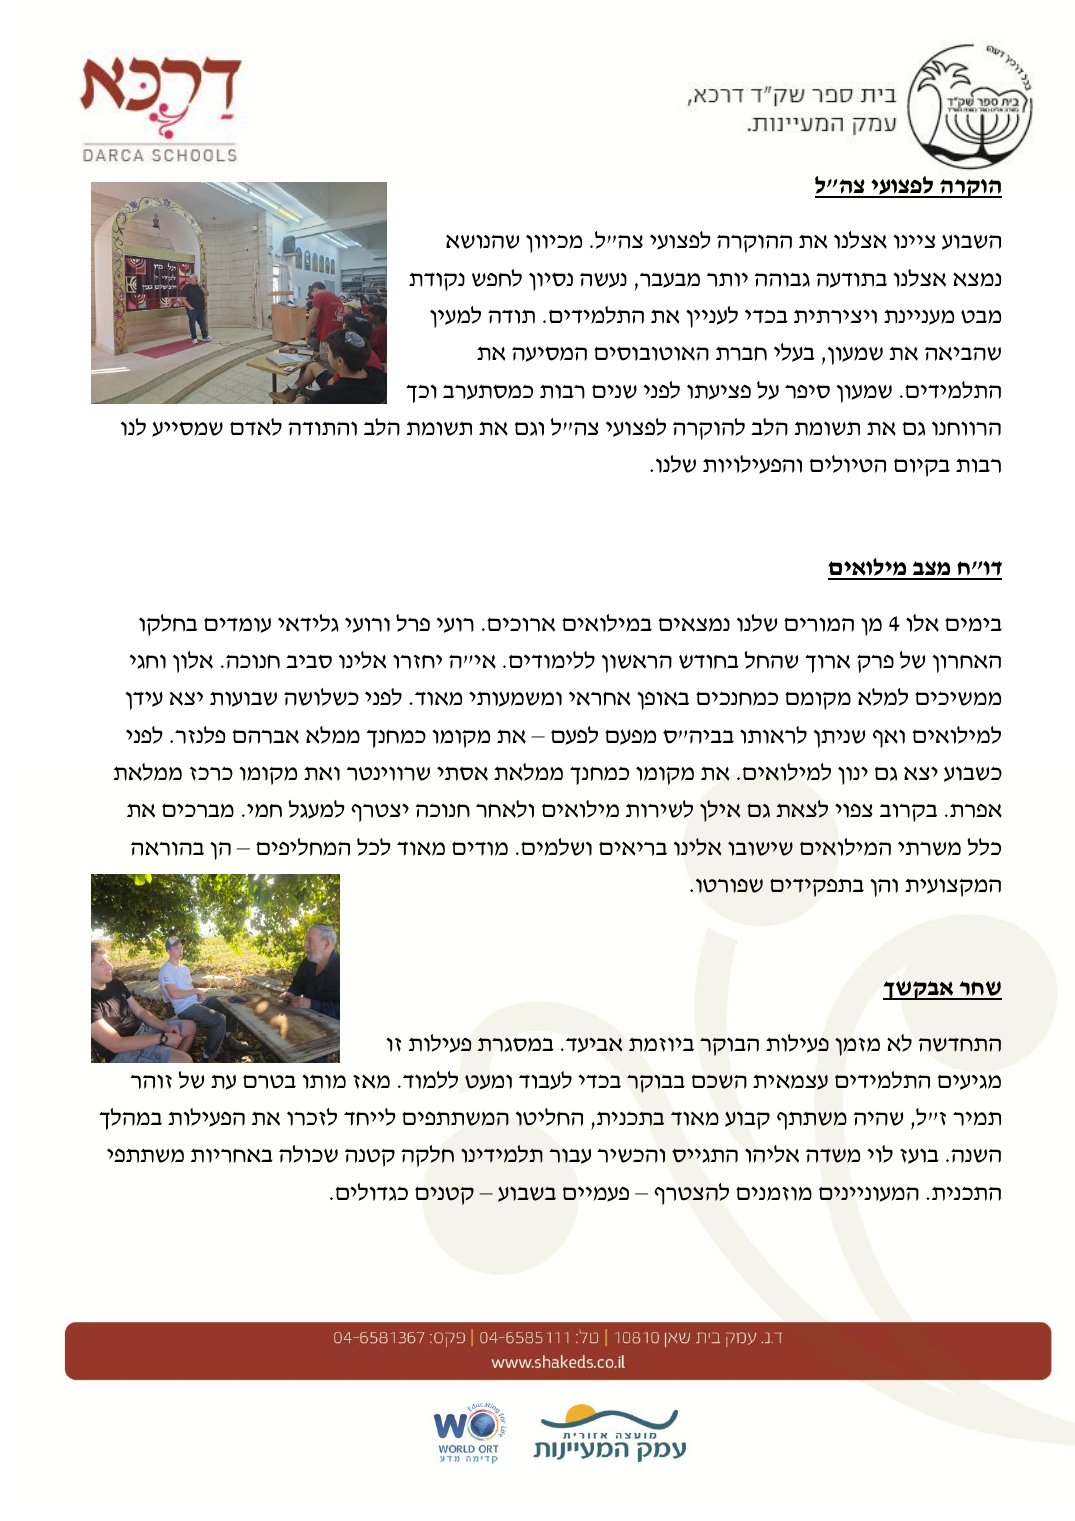 בכל דרכיך דעהו
בית ספר שק"ד
בית ספר שק"ד דרכא,
עמק המעיינות.
דַרְכָּא
DARCA SCHOOLS
הוקרה לפצועי צה"ל
השבוע ציינו אצלנו את ההוקרה לפצועי צה"ל. מכיוון שהנושא
נמצא אצלנו בתודעה גבוהה יותר מבעבר, נעשה נסיון לחפש נקודת
מבט מעניינת ויצירתית בכדי לעניין את התלמידים. תודה למעין
שהביאה את שמעון, בעלי חברת האוטובוסים המסיעה את
התלמידים. שמעון סיפר על פציעתו לפני שנים רבות כמסתערב וכך
הרווחנו גם את תשומת הלב להוקרה לפצועי צה"ל וגם את תשומת הלב והתודה לאדם שמסייע לנו
רבות בקיום הטיולים והפעילויות שלנו.
דו"ח מצב מילואים
בימים אלו 4 מן המורים שלנו נמצאים במילואים ארוכים. רועי פרל ורועי גלידאי עומדים בחלקו
האחרון של פרק ארוך שהחל בחודש הראשון ללימודים. אי"ה יחזרו אלינו סביב חנוכה. אלון וחגי
ממשיכים למלא מקומם כמחנכים באופן אחראי ומשמעותי מאוד. לפני כשלושה שבועות יצא עידן
למילואים ואף שניתן לראותו בביה"ס מפעם לפעם – את מקומו כמחנך ממלא אברהם פלנזר. לפני
כשבוע יצא גם ינון למילואים. את מקומו כמחנך ממלאת אסתי שרווינטר ואת מקומו כרכז ממלאת
אפרת. בקרוב צפוי לצאת גם אילן לשירות מילואים ולאחר חנוכה יצטרף למעגל חמי. מברכים את
כלל משרתי המילואים שישובו אלינו בריאים ושלמים. מודים מאוד לכל המחליפים – הן בהוראה
המקצועית והן בתפקידים שפורטו.
שחר אבקשך
התחדשה לא מזמן פעילות הבוקר ביוזמת אביעד. במסגרת פעילות זו
מגיעים התלמידים עצמאית השכם בבוקר בכדי לעבוד ומעט ללמוד. מאז מותו בטרם עת של זוהר
תמיר ז"ל, שהיה משתתף קבוע מאוד בתכנית, החליטו המשתתפים לייחד לזכרו את הפעילות במהלך
השנה. בועז לוי משדה אליהו התגייס והכשיר עבור תלמידינו חלקה קטנה שכולה באחריות משתתפי
התכנית. המעוניינים מוזמנים להצטרף – פעמיים בשבוע – קטנים כגדולים.
ד.נ. עמק בית שאן 10810 | טל: 04-6585111 | פקס: 04-6581367
www.shakeds.co.il
Educating for Life
WO
WORLD ORT
קדימה מדע
מועצה אזורית
עמק המעיינות